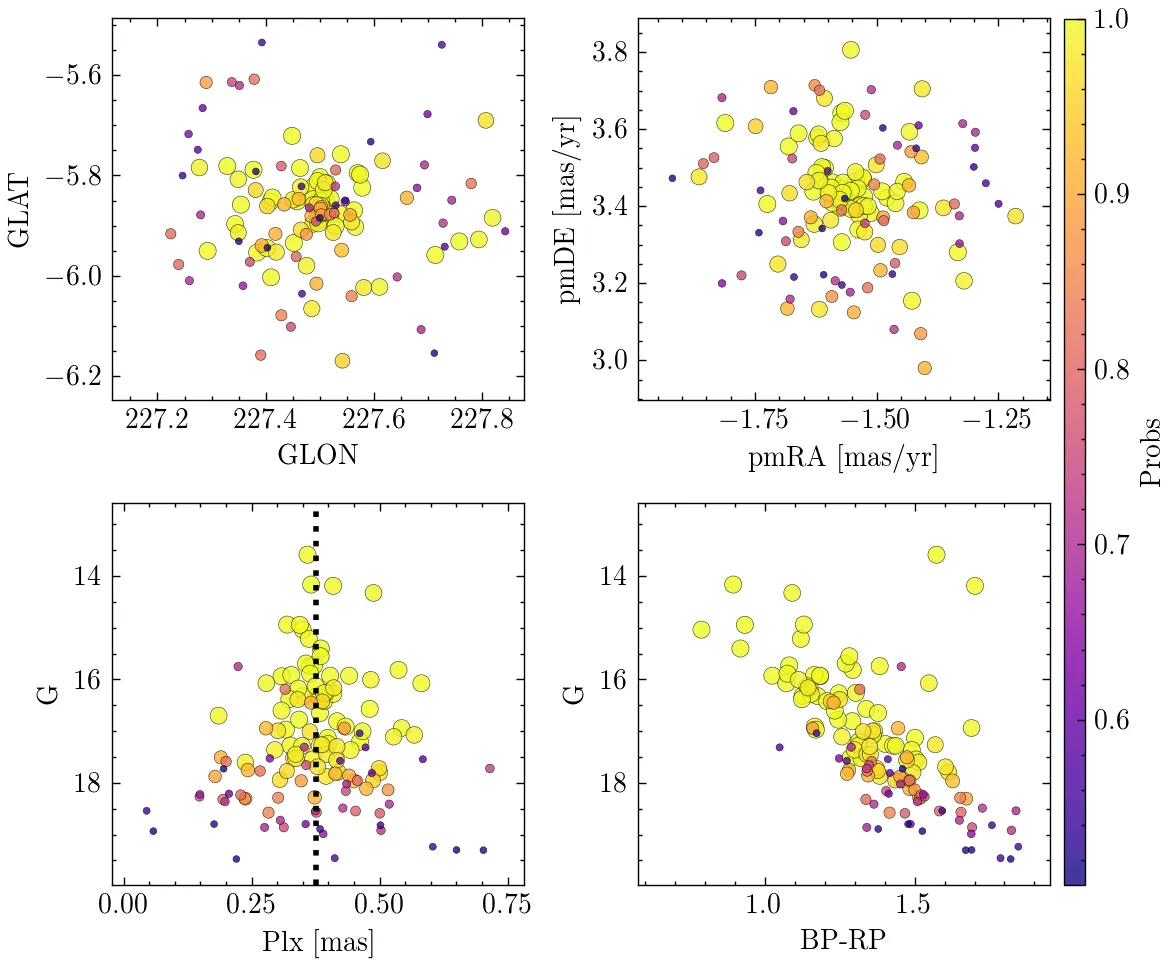 −5.6
−5.8
−6.0
−6.2
GLAT
227.2 227.4 227.6 227.8
GLON
3.8
3.6
3.4
3.2
3.0
pmDE [mas/yr]
−1.75 −1.50 −1.25
pmRA [mas/yr]
1.0
0.9
0.8
0.7
0.6
Probs
14
16
18
G
0.00 0.25 0.50 0.75
Plx [mas]
14
16
18
G
1.0 1.5
BP-RP